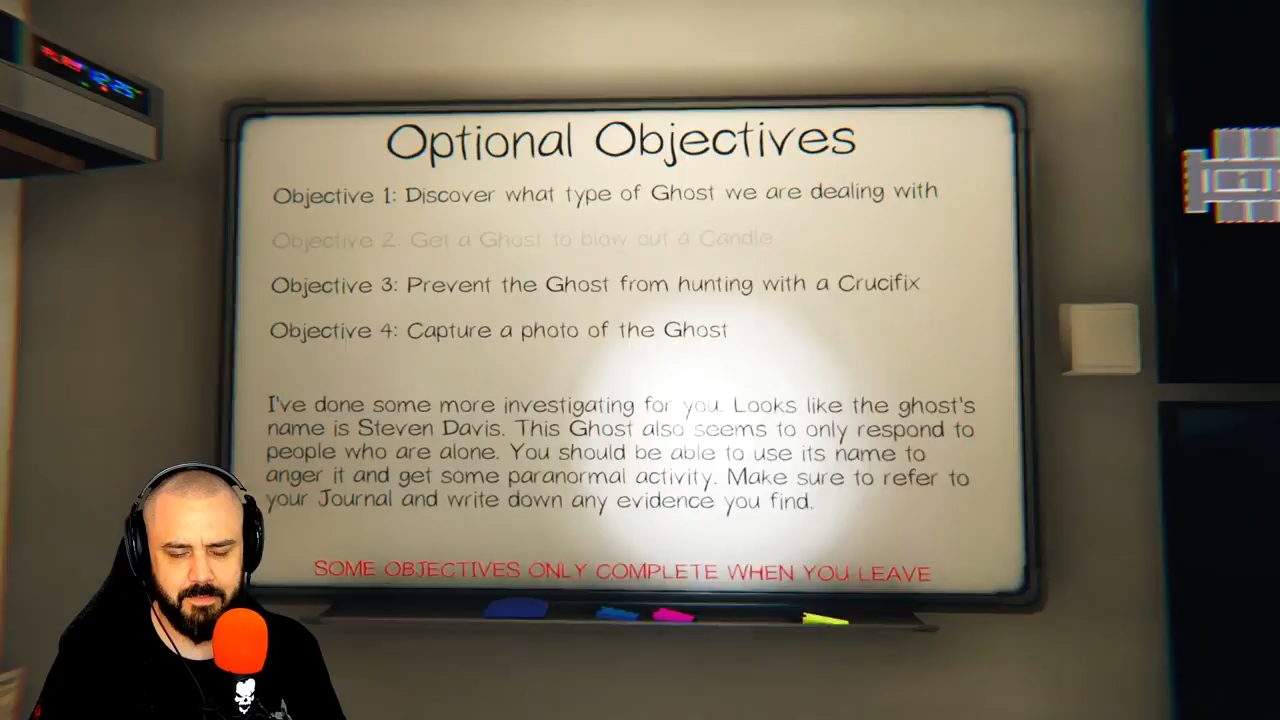 Optional Objectives
Objective 1: Discover what type of Ghost we are dealing with
Objective 2: Get a Ghost to blow out a Candle
Objective 3: Prevent the Ghost from hunting with a Crucifix
Objective 4: Capture a photo of the Ghost
I've done some more investigating for you. Looks like the ghost's
name is Steven Davis. This Ghost also seems to only respond to
people who are alone. You should be able to use its name to
anger it and get some paranormal activity. Make sure to refer to
your Journal and write down any evidence you find.
SOME OBJECTIVES ONLY COMPLETE WHEN YOU LEAVE